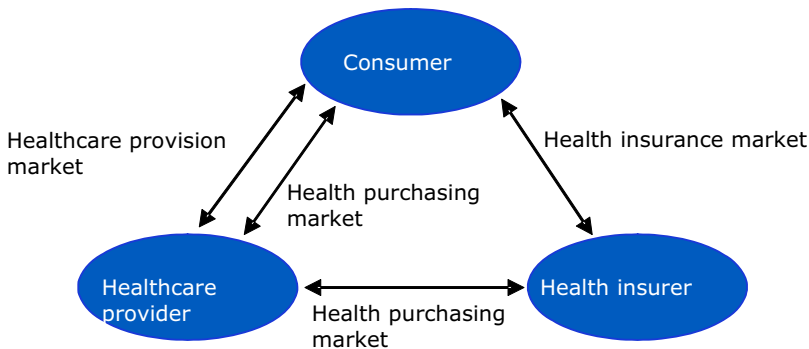 Consumer
Healthcare provision
market
Health insurance market
Health purchasing
market
Healthcare
provider
Health insurer
Health purchasing
market